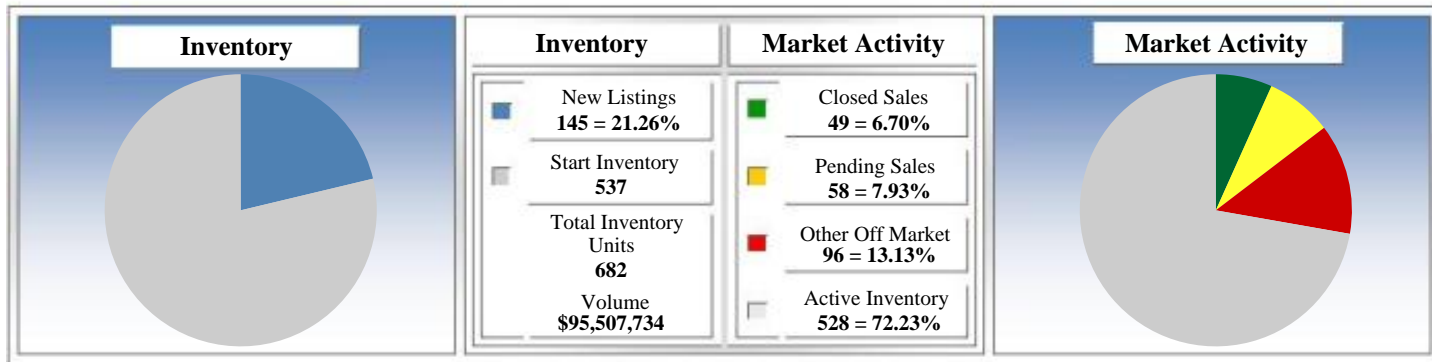 Inventory
Inventory
New Listings
145 = 21.26%
Start Inventory
537
Total Inventory
Units
682
Volume
$95,507,734
Market Activity
Closed Sales
49 = 6.70%
Pending Sales
58 = 7.93%
Other Off Market
96 = 13.13%
Active Inventory
528 = 72.23%
Market Activity